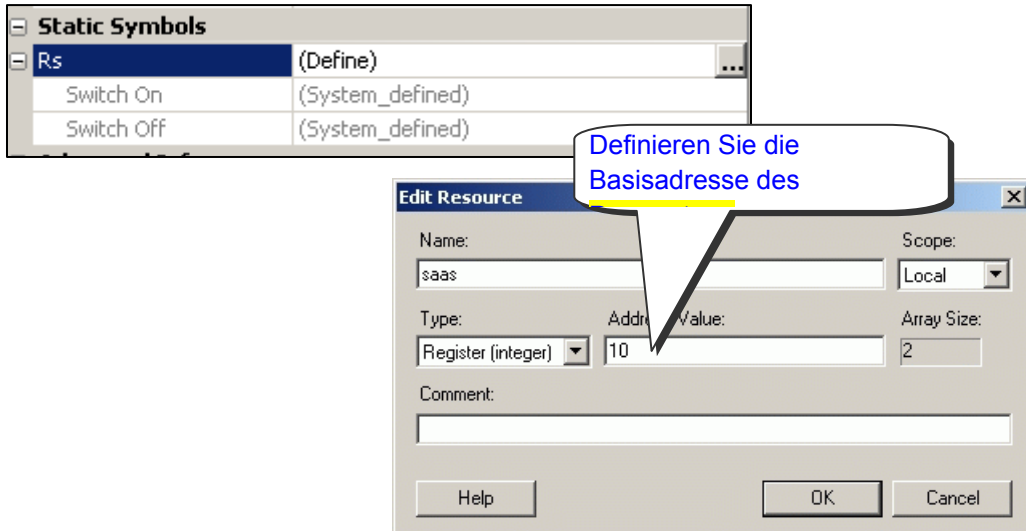 Static Symbols
Rs (Define) ...
Switch On (System_defined)
Switch Off (System_defined)
Definieren Sie die
Basisadresse des
Edit Resource
Name: Scope:
saas Local
Type: Value: Array Size:
Register (integer) 10 2
Comment:
Help OK Cancel